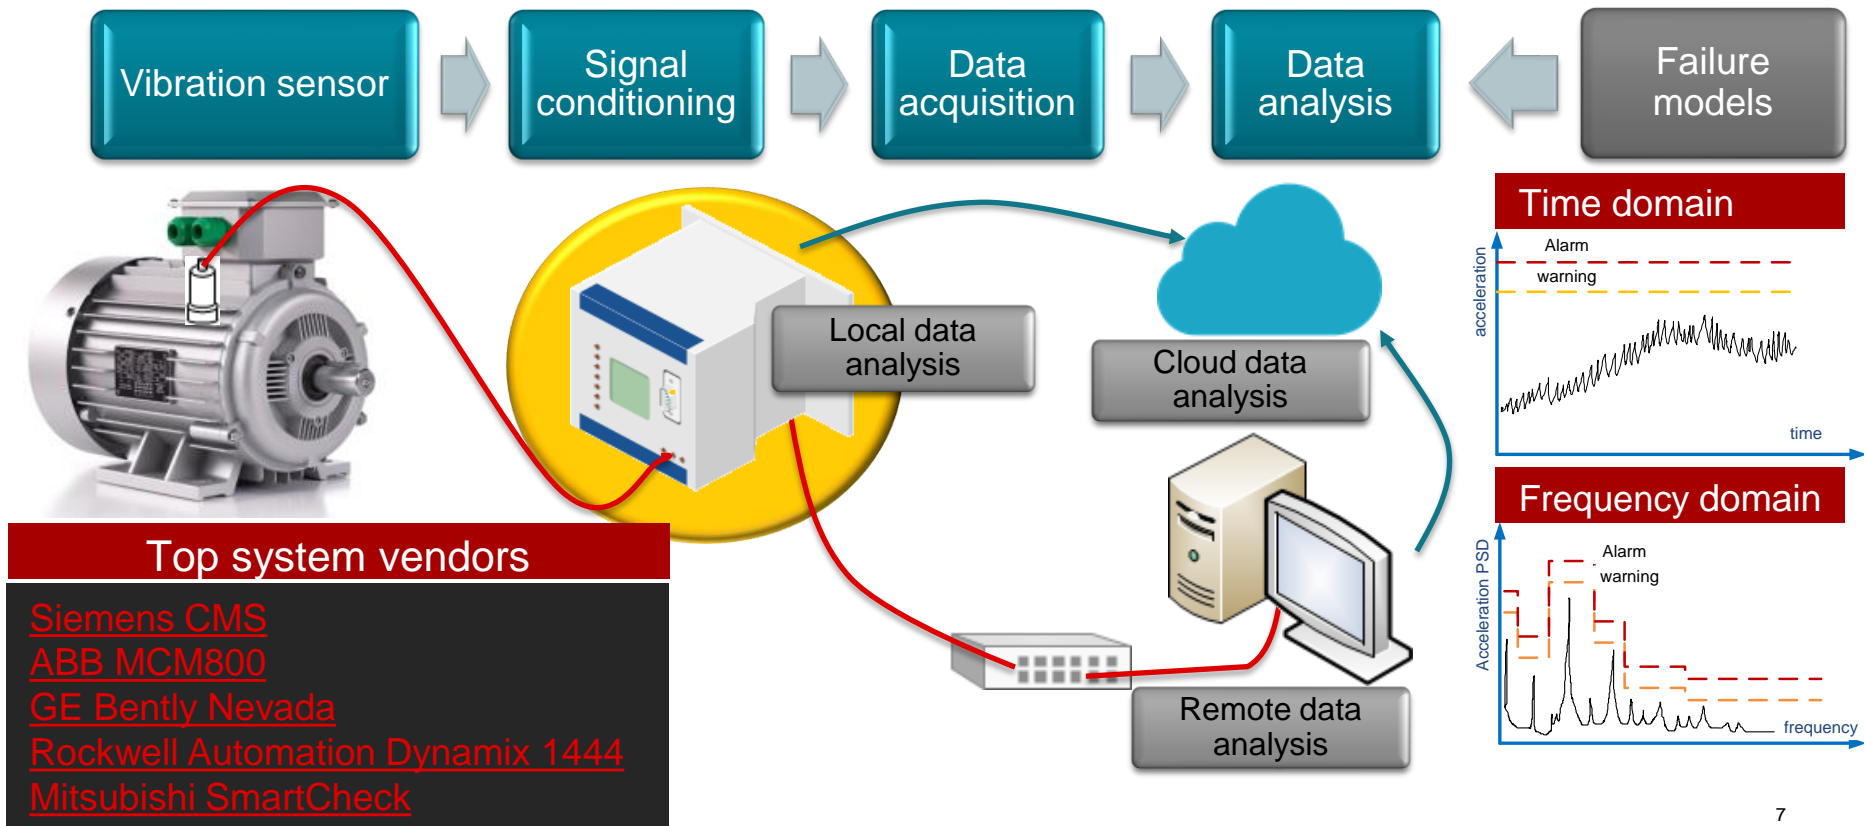 Vibration sensor
Signal
conditioning
Data
acquisition
Data
analysis
Failure
models
Time domain
Alarm
warning
acceleration
time
Local data
analysis
Cloud data
analysis
Frequency domain
Alarm
warning
Acceleration PSD
frequency
Top system vendors
Siemens CMS
ABB MCM800
GE Bently Nevada
Rockwell Automation Dynamix 1444
Mitsubishi SmartCheck
Remote data
analysis
7